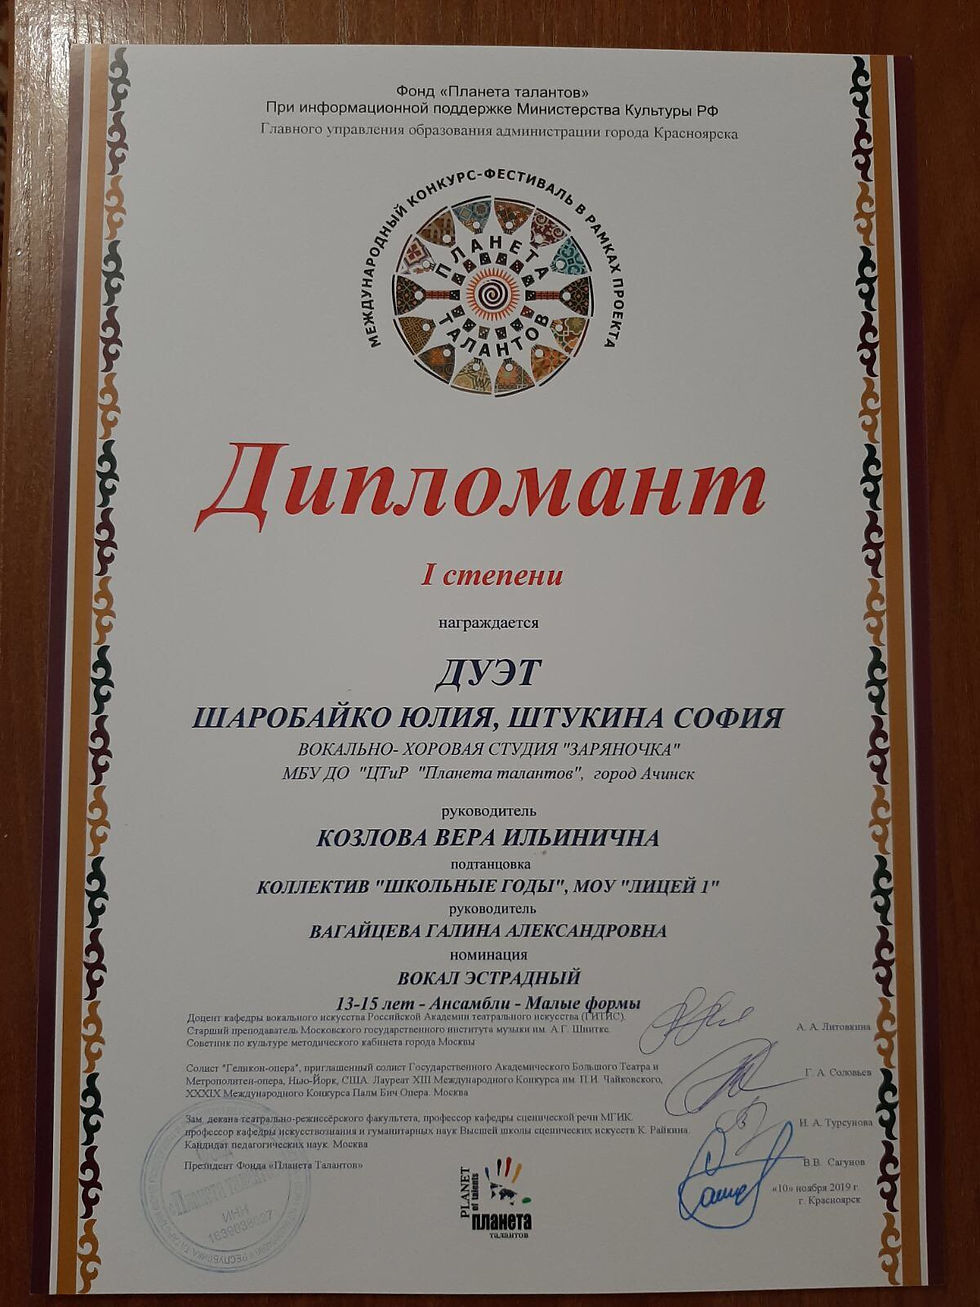 Фонд «Планета талантов»
При информационной поддержке Министерства Культуры РФ
Главного управления образования администрации города Красноярска
МЕЖДУНАРОДНЫЙ КОНКУРС-ФЕСТИВАЛЬ В РАМКАХ ПРОЕКТА
ПЛАНЕТА
ТАЛАНТОВ
Дипломант
I степени
награждается
ДУЭТ
ШАРОБАЙКО ЮЛИЯ, ШТУКИНА СОФИЯ
ВОКАЛЬНО- ХОРОВАЯ СТУДИЯ "ЗАРЯНОЧКА"
МБУ ДО "ЦТиР "Планета талантов", город Ачинск
руководитель
КОЗЛОВА ВЕРА ИЛЬИНИЧНА
подтанцовка
КОЛЛЕКТИВ "ШКОЛЬНЫЕ ГОДЫ", МОУ "ЛИЦЕЙ 1"
руководитель
ВАГАЙЦЕВА ГАЛИНА АЛЕКСАНДРОВНА
номинация
ВОКАЛ ЭСТРАДНЫЙ
13-15 лет - Ансамбли - Малые формы
Доцент кафедры вокального искусства Российской Академии театрального искусства (ГИТИС).
Старший преподаватель Московского государственного института музыки им. А.Г. Шнитке.
Советник по культуре методического кабинета города Москвы
А. А. Литовкина
Солист "Геликон-опера", приглашенный солист Государственного Академического Большого Театра и
Метрополитен-опера, Нью-Йорк, США. Лауреат XIII Международного Конкурса им. П.И. Чайковского,
XXXIX Международного Конкурса Палм Бич Опера. Москва
Г. А. Соловьев
Зам. декана театрально-режиссёрского факультета, профессор кафедры сценической речи МГИК.
профессор кафедры искусствознания и гуманитарных наук Высшей школы сценических искусств К. Райкина.
Кандидат педагогических наук. Москва
И. А. Турсунова
Президент Фонда «Планета Талантов»
В.В. Сагунов
«10» ноября 2019 г.
г. Красноярск
PLANET
of talents
планета
талантов
ИНН